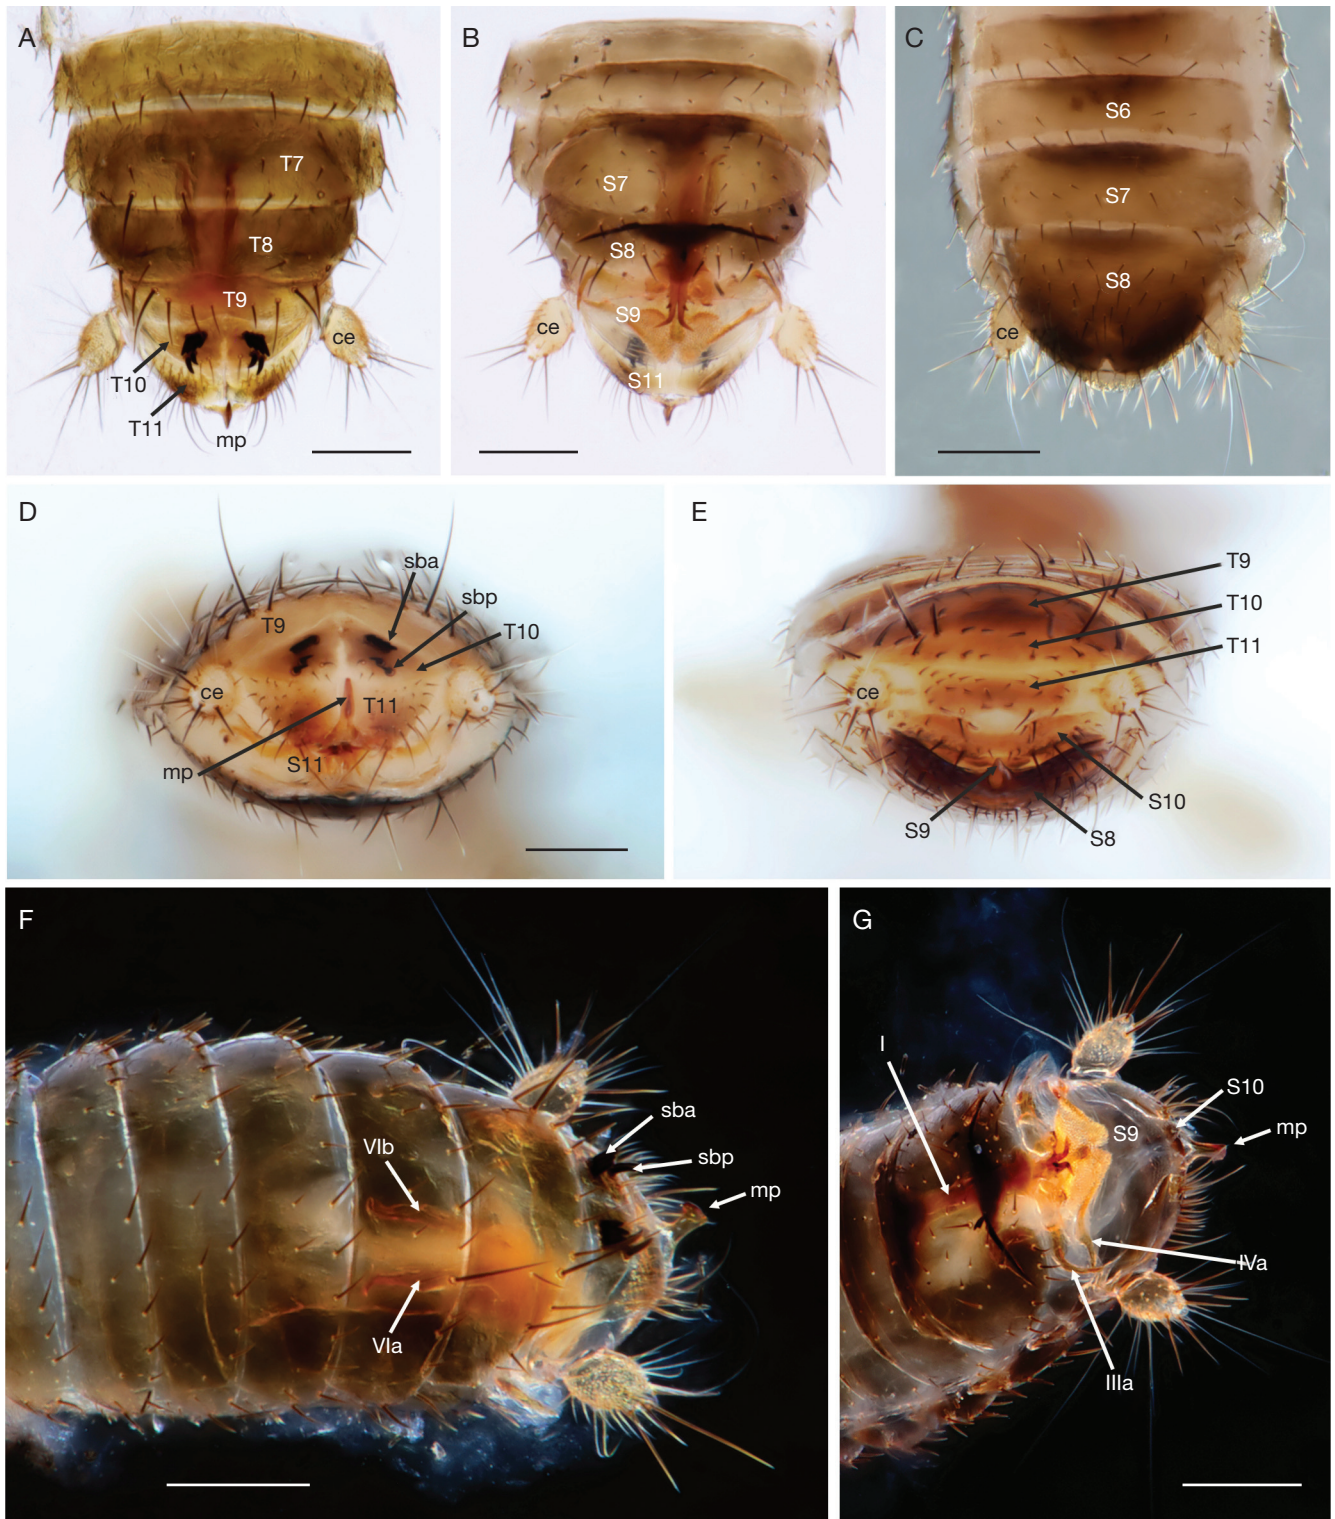 A
T7
T8
T9
ce
T10
T11
mp
B
S7
S8
S9
ce
S11
C
S6
S7
S8
ce
D
sba
sbp
T9
T10
ce
T11
mp
S11
E
T9
T10
T11
ce
S10
S9
S8
F
sba
VIb
sbp
mp
VIa
G
I
S10
S9
mp
IVa
IIIa